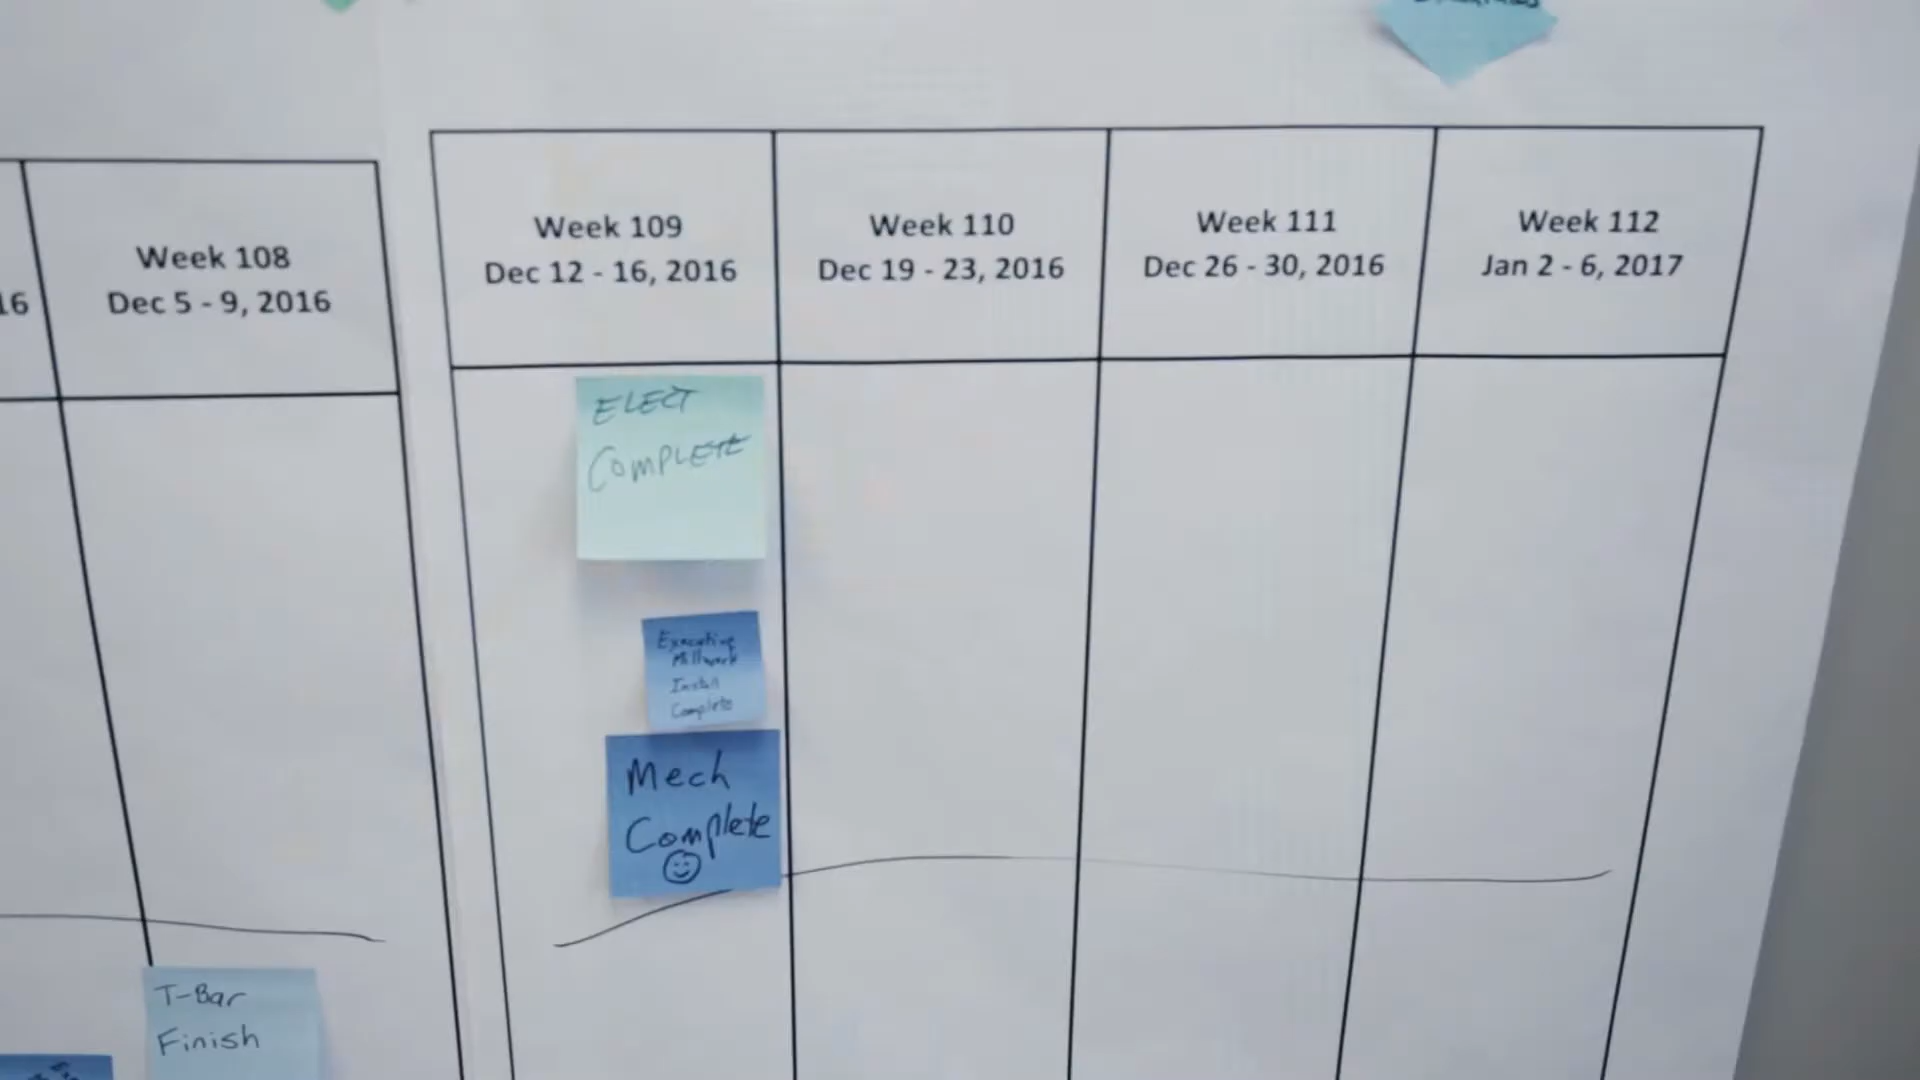 Week 108
Dec 5 - 9, 2016
16
Week 109
Dec 12 - 16, 2016
Week 110
Dec 19 - 23, 2016
Week 111
Dec 26 - 30, 2016
Week 112
Jan 2 - 6, 2017
ELECT
COMPLETE
Executive
Millwork
Install
Complete
Mech
Complete
T-Bar
Finish